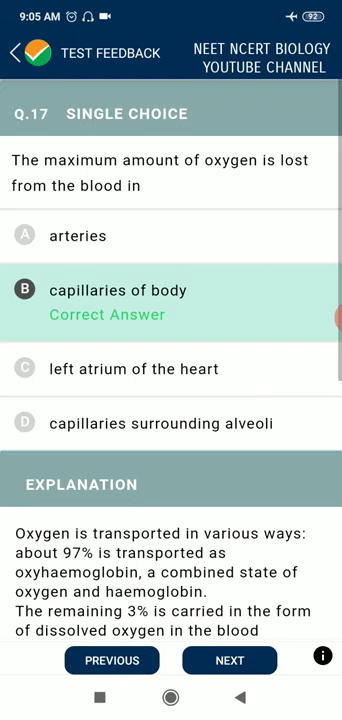 9:05 AM
92
TEST FEEDBACK
NEET NCERT BIOLOGY
YOUTUBE CHANNEL
Q.17 SINGLE CHOICE
The maximum amount of oxygen is lost
from the blood in
A arteries
B capillaries of body
Correct Answer
C left atrium of the heart
D capillaries surrounding alveoli
EXPLANATION
Oxygen is transported in various ways:
about 97% is transported as
oxyhaemoglobin, a combined state of
oxygen and haemoglobin.
The remaining 3% is carried in the form
of dissolved oxygen in the blood
PREVIOUS
NEXT
i